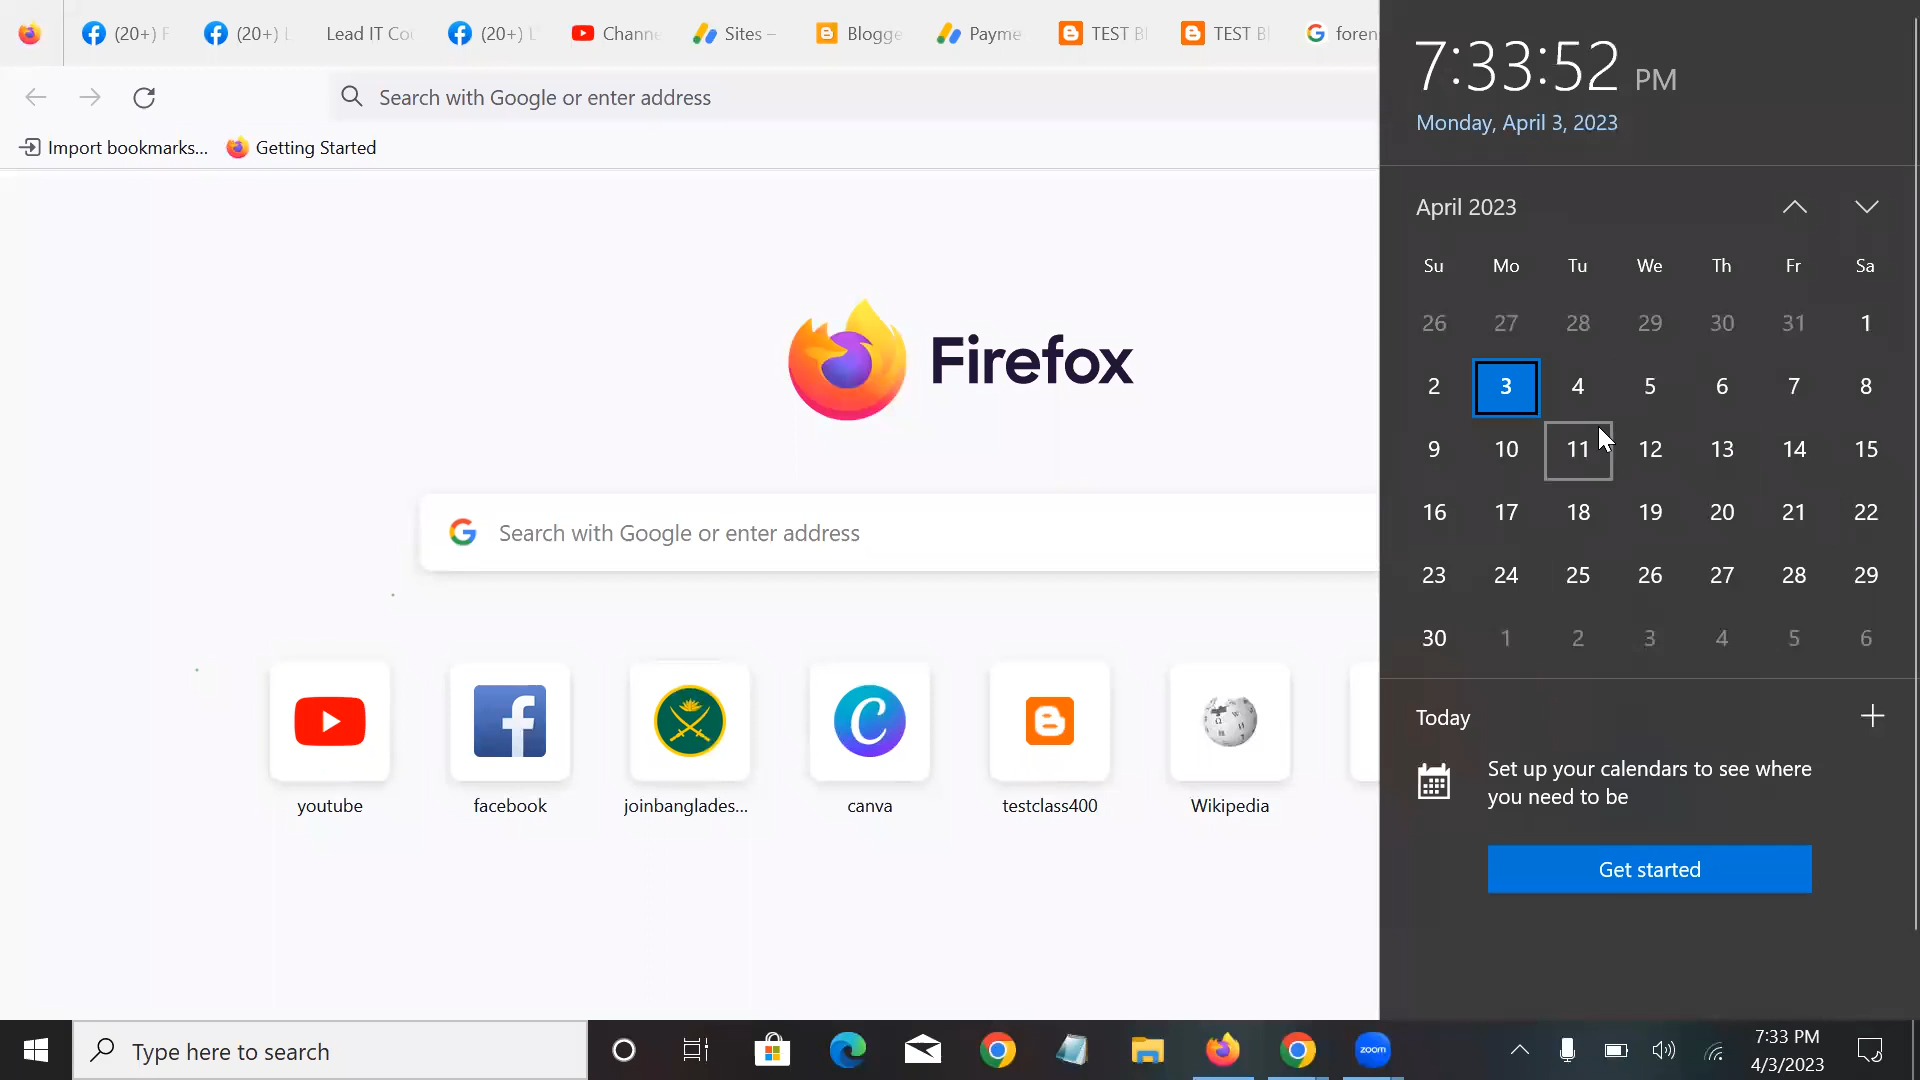 (20+) F
(20+) L
Lead IT Co
(20+) L
Channe
Sites –
Blogge
Payme
TEST B
TEST B
foren
Search with Google or enter address
Import bookmarks...
Getting Started
Firefox
Search with Google or enter address
youtube
facebook
joinbanglades...
canva
testclass400
Wikipedia
7:33:52 PM
Monday, April 3, 2023
April 2023
Su Mo Tu We Th Fr Sa
26 27 28 29 30 31 1
2 3 4 5 6 7 8
9 10 11 12 13 14 15
16 17 18 19 20 21 22
23 24 25 26 27 28 29
30 1 2 3 4 5 6
Today
Set up your calendars to see where
you need to be
Get started
Type here to search
zoom
7:33 PM
4/3/2023